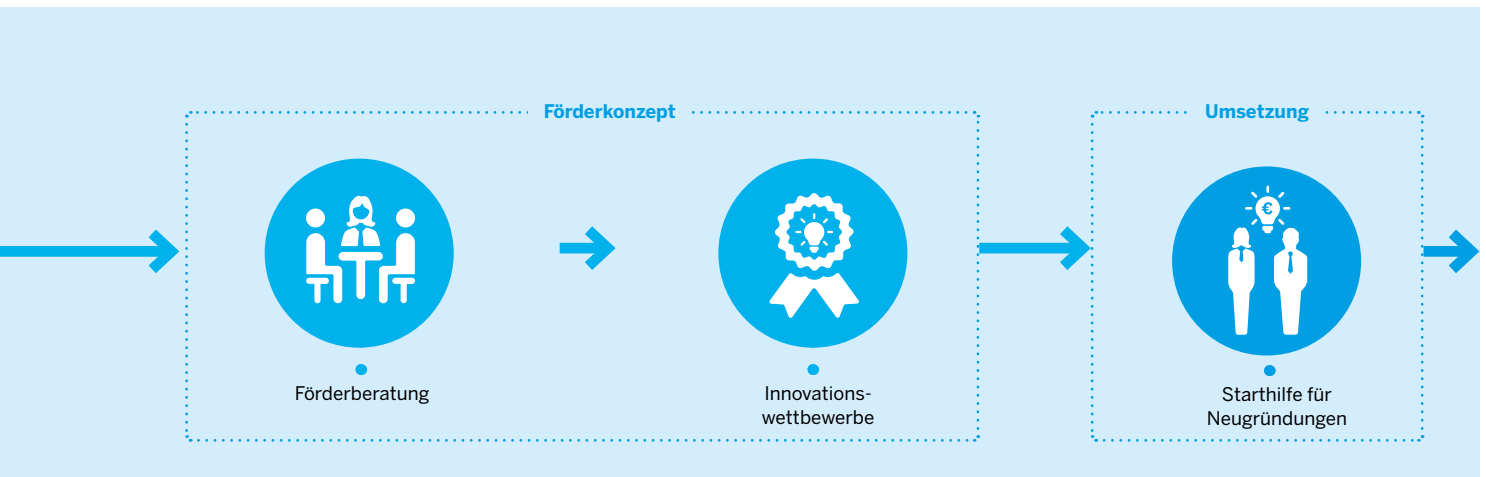 Förderkonzept
Umsetzung
€
Förderberatung
Innovations-
wettbewerbe
Starthilfe für
Neugründungen